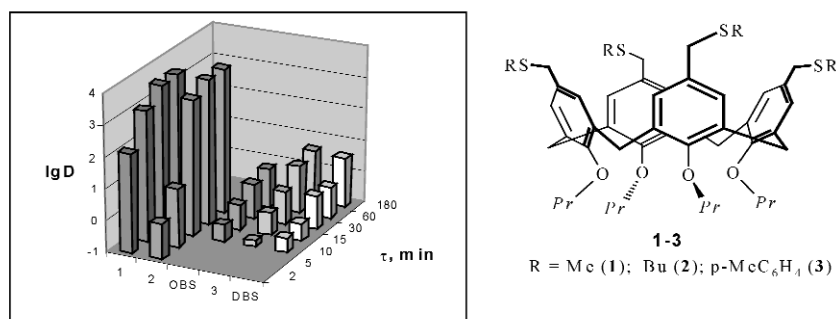 4
3
2
1
0
-1
lgD
1
2
OBS
3
DBS
2
5
10
15
30
60
180
τ, min
RS
SR
RS
SR
O
O
O
O
Pr
Pr
Pr
Pr
1-3
R = Me (1); Bu (2); p-MeC₆H₄ (3)